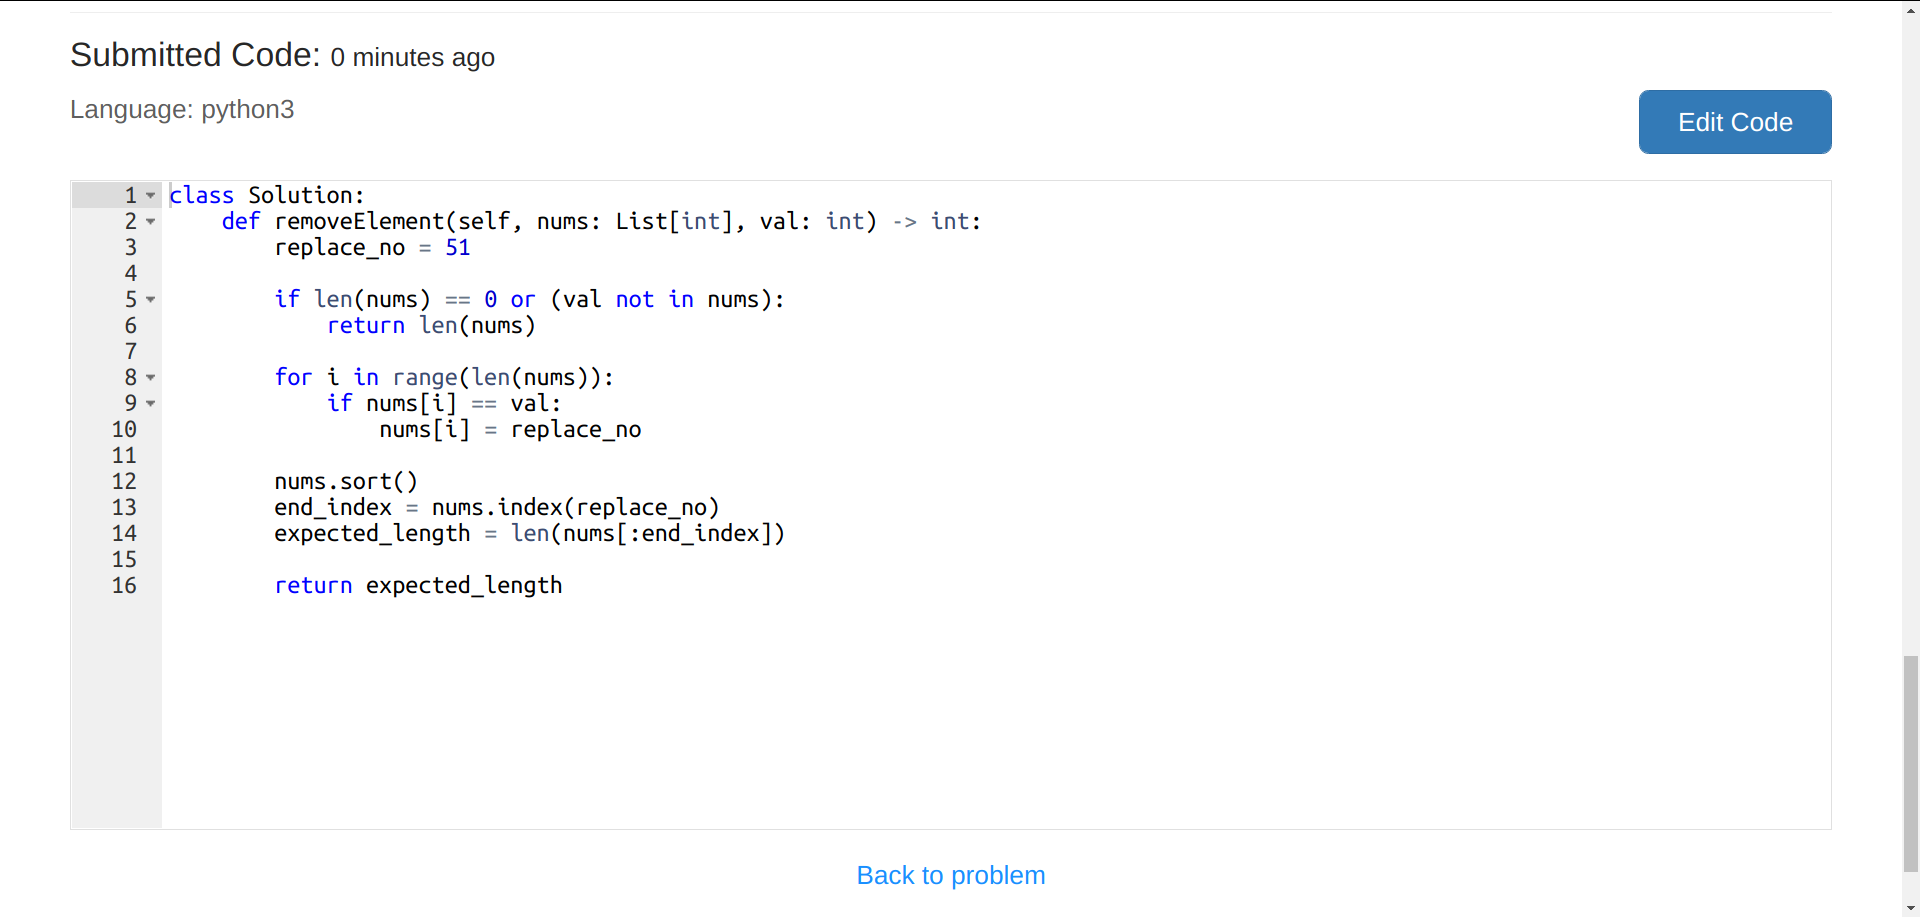 Submitted Code: 0 minutes ago
Language: python3
Edit Code
1 class Solution:
2     def removeElement(self, nums: List[int], val: int) -> int:
3         replace_no = 51
4
5         if len(nums) == 0 or (val not in nums):
6             return len(nums)
7
8         for i in range(len(nums)):
9             if nums[i] == val:
10                 nums[i] = replace_no
11
12         nums.sort()
13         end_index = nums.index(replace_no)
14         expected_length = len(nums[:end_index])
15
16         return expected_length
Back to problem